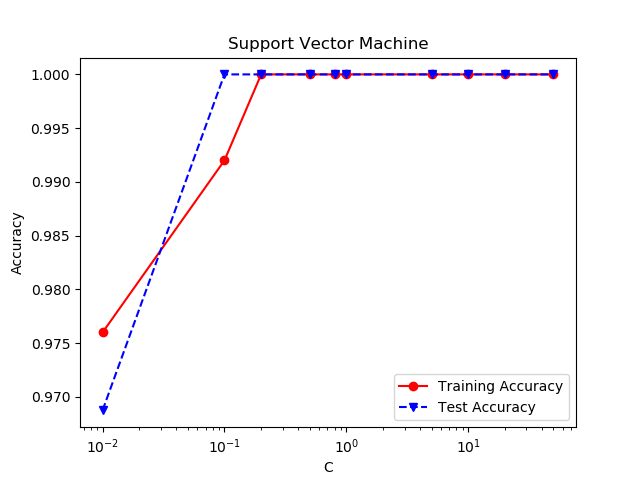 Support Vector Machine
1.000
0.995
0.990
0.985
0.980
0.975
0.970
Accuracy
10⁻² 10⁻¹ 10⁰ 10¹
C
Training Accuracy
Test Accuracy